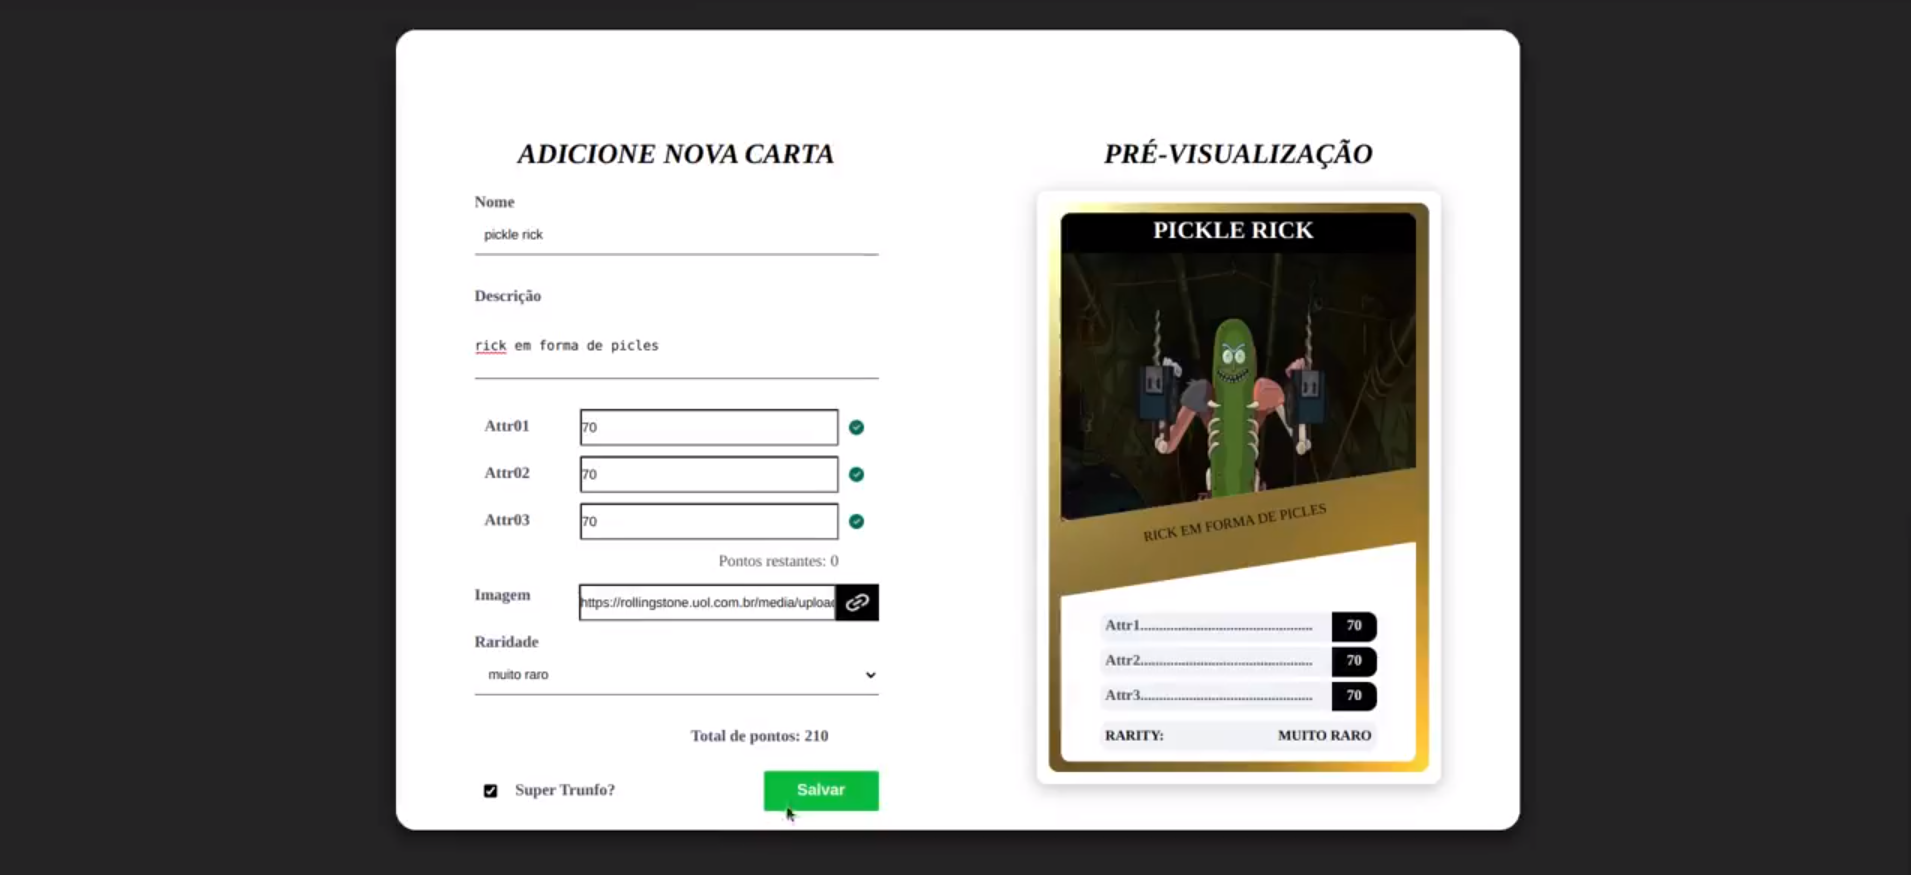 ADICIONE NOVA CARTA
Nome
pickle rick
Descrição
rick em forma de picles
Attr01 70
Attr02 70
Attr03 70
Pontos restantes: 0
Imagem https://rollingstone.uol.com.br/media/uploac
Raridade
muito raro
Total de pontos: 210
Super Trunfo? Salvar
PRÉ-VISUALIZAÇÃO
PICKLE RICK
RICK EM FORMA DE PICLES
Attr1.................................................. 70
Attr2.................................................. 70
Attr3.................................................. 70
RARITY: MUITO RARO